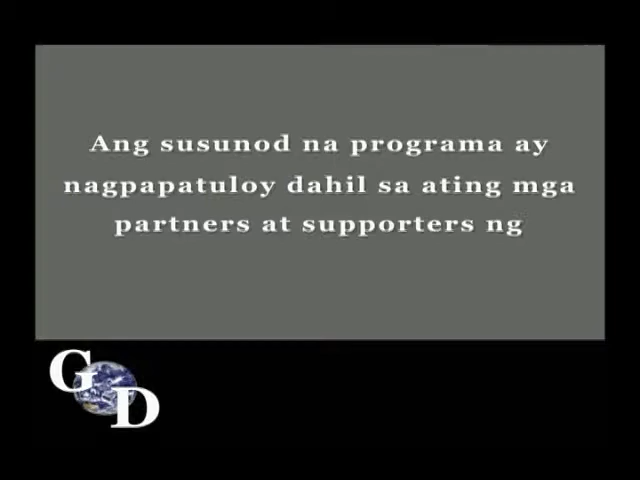 Ang susunod na programa ay
nagpapatuloy dahil sa ating mga
partners at supporters ng
G
D